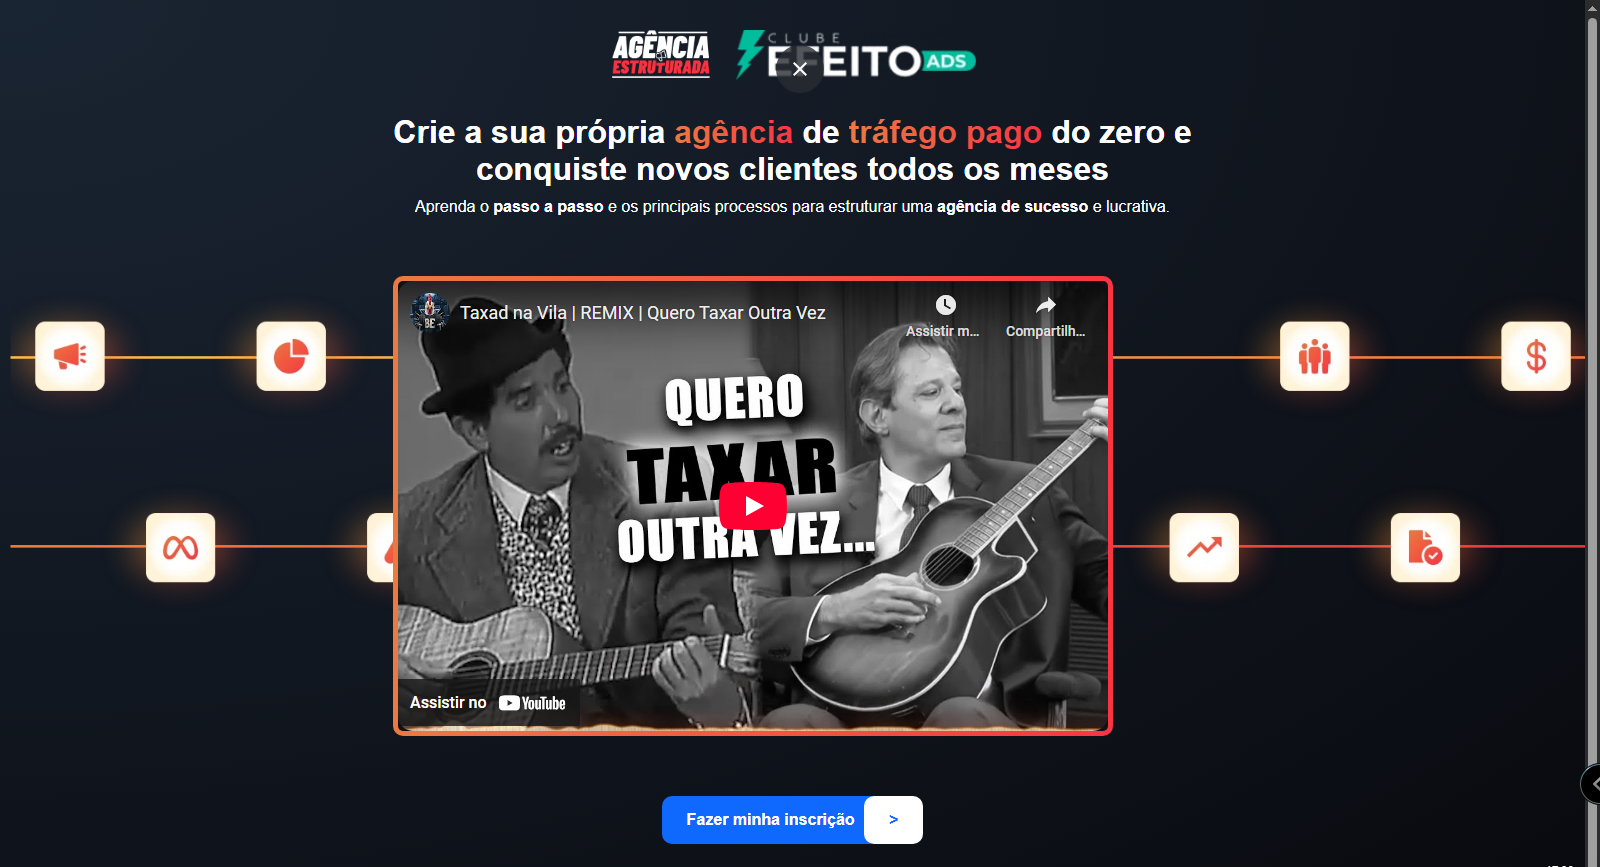 AGÊNCIA
ESTRUTURADA
CLUBE
EFEITO ADS
Crie a sua própria agência de tráfego pago do zero e
conquiste novos clientes todos os meses
Aprenda o passo a passo e os principais processos para estruturar uma agência de sucesso e lucrativa.
BE
Taxad na Vila | REMIX | Quero Taxar Outra Vez
Assistir m...
Compartilh...
QUERO
TAXAR
OUTRA VEZ...
Assistir no YouTube
Fazer minha inscrição >